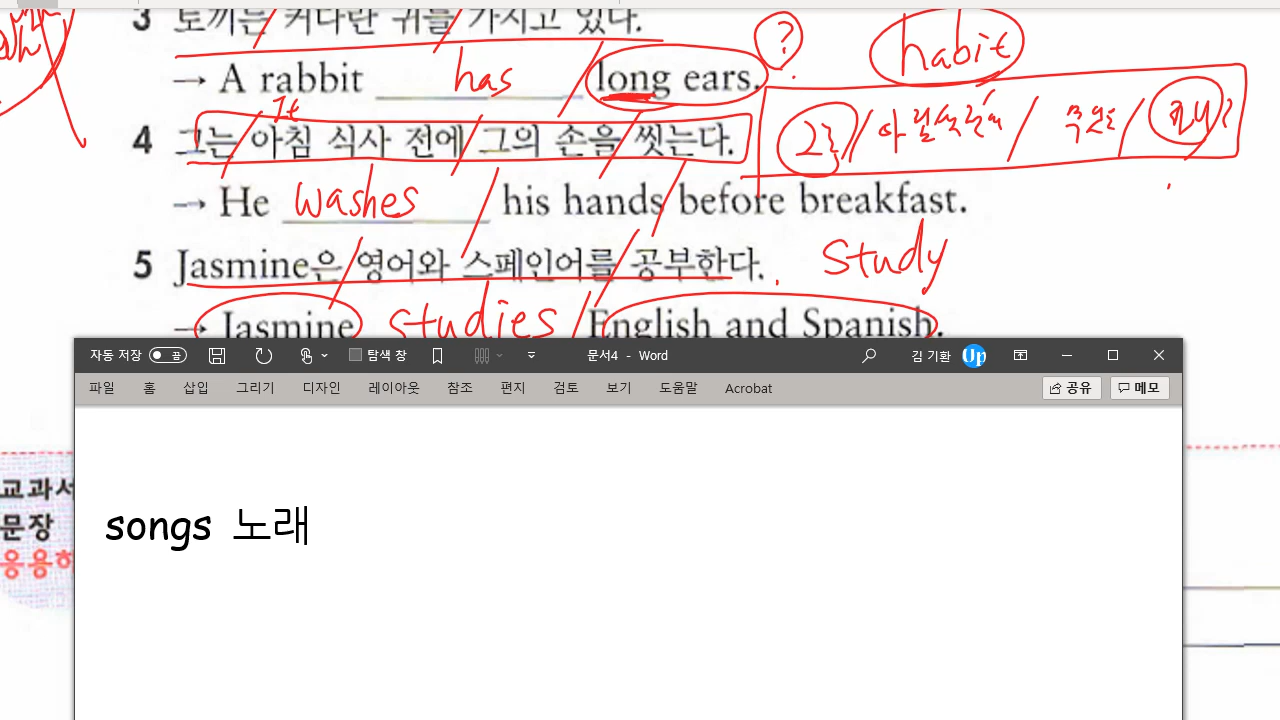 3 토끼는 커다란 귀를 가지고 있다.
→ A rabbit has long ears.
?
habit
It
4 그는 아침 식사 전에 그의 손을 씻는다.
→ He washes his hands before breakfast.
5 Jasmine은 영어와 스페인어를 공부한다.
study
→ Jasmine studies English and Spanish.
자동 저장 끔 탐색 창 문서4 - Word 김 기환 Up
파일 홈 삽입 그리기 디자인 레이아웃 참조 편지 검토 보기 도움말 Acrobat 공유 메모
songs 노래
교과서
문장
응용하